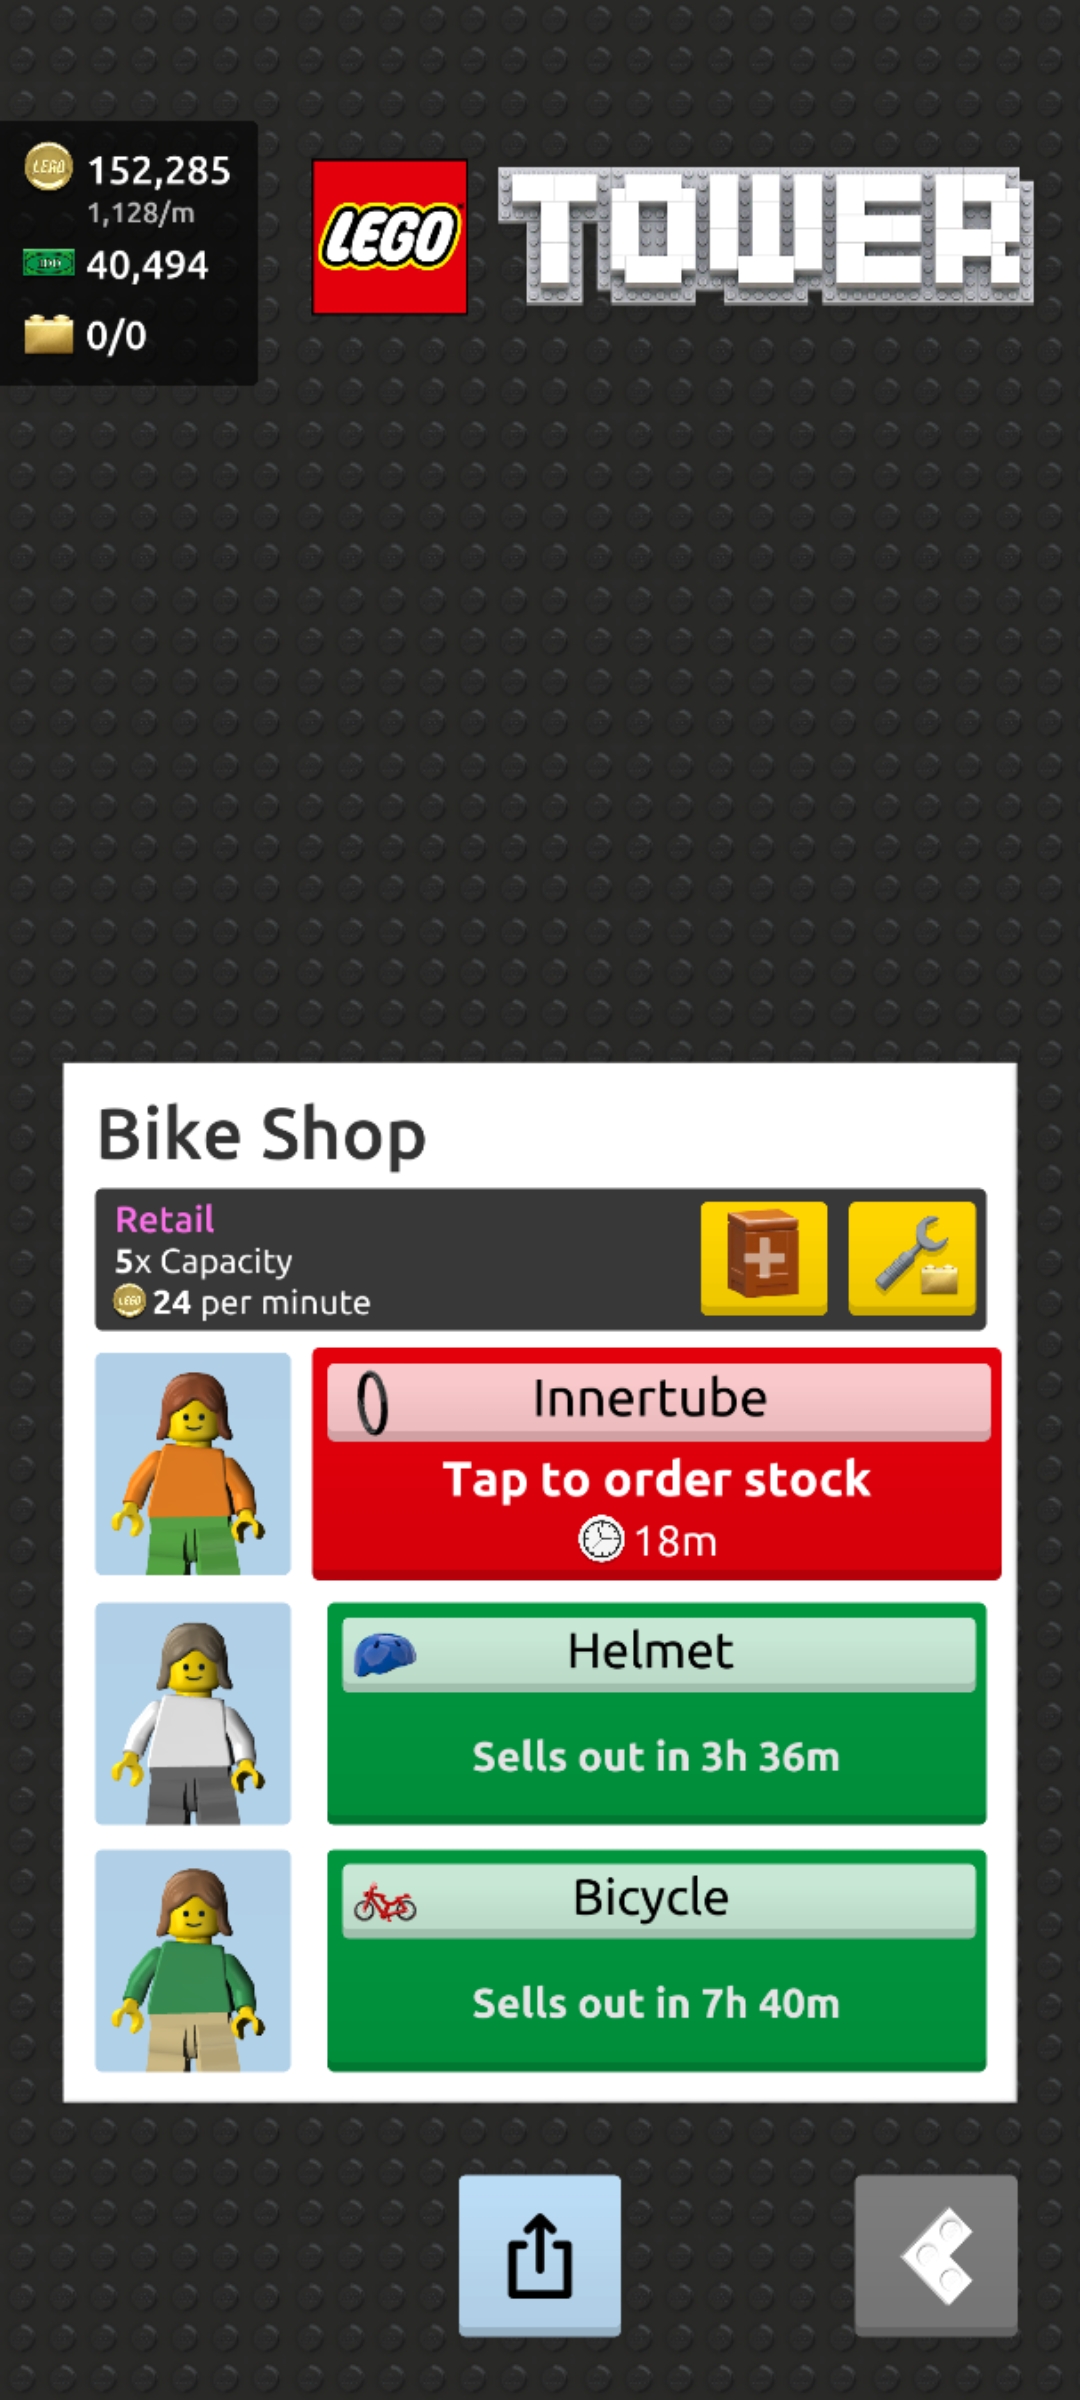 152,285
1,128/m
40,494
0/0
LEGO
TOWER
Bike Shop
Retail
5x Capacity
24 per minute
Innertube
Tap to order stock
18m
Helmet
Sells out in 3h 36m
Bicycle
Sells out in 7h 40m